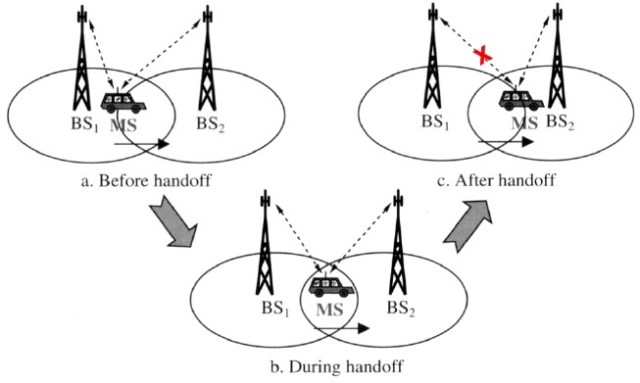 BS1 MS BS2
a. Before handoff
BS1 MS BS2
c. After handoff
BS1 MS BS2
b. During handoff